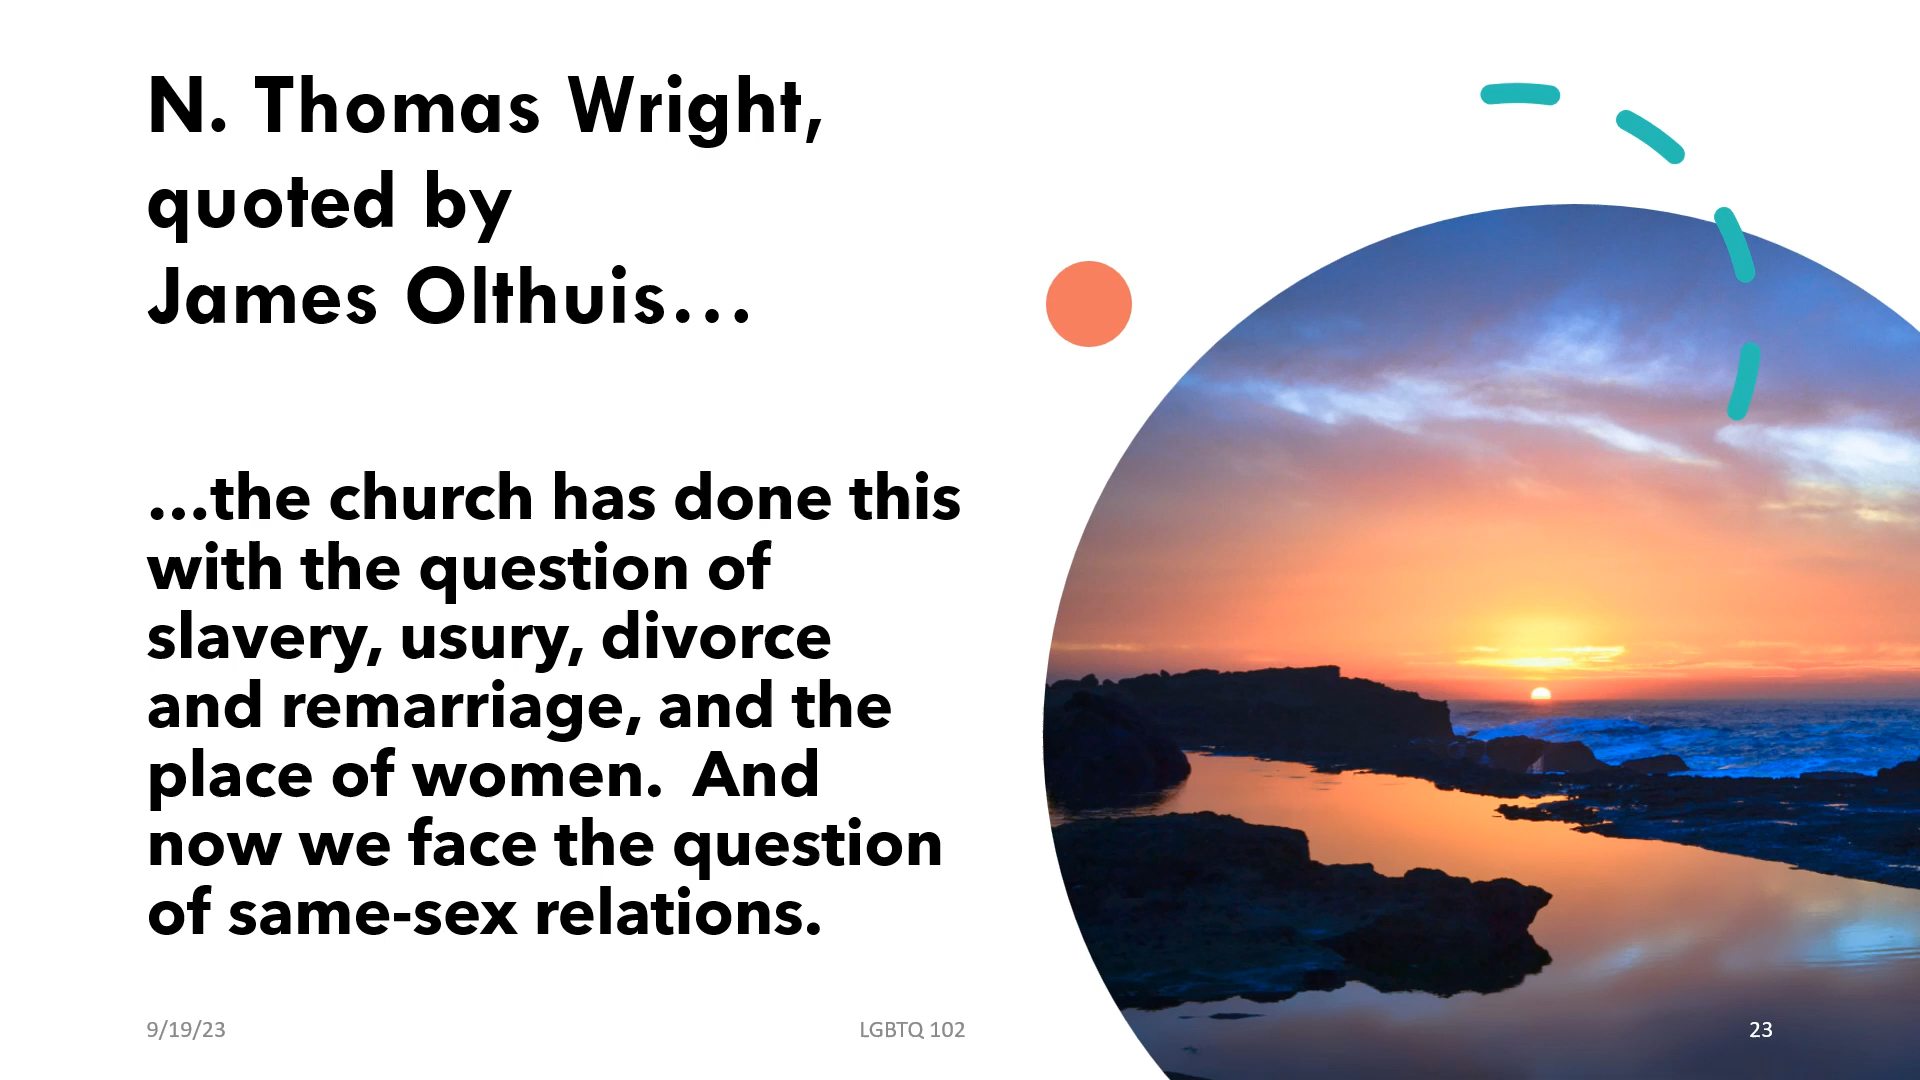 N. Thomas Wright,
quoted by
James Olthuis…
…the church has done this
with the question of
slavery, usury, divorce
and remarriage, and the
place of women.  And
now we face the question
of same-sex relations.
9/19/23
LGBTQ 102
23